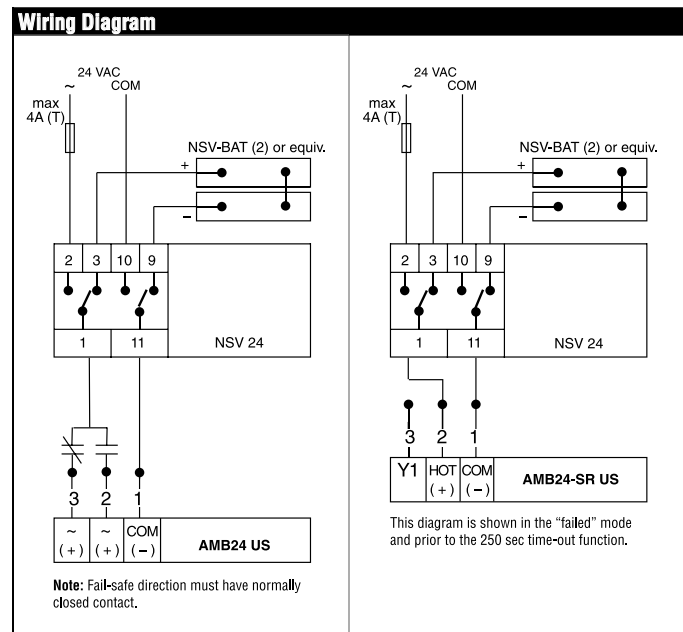 Wiring Diagram
24 VAC
~ COM
max
4A (T)
NSV-BAT (2) or equiv.
+
–
2 3 10 9
1 11 NSV 24
3 2 1
~ ~ COM
(+) (+) (–)
AMB24 US
Note: Fail-safe direction must have normally
closed contact.
24 VAC
~ COM
max
4A (T)
NSV-BAT (2) or equiv.
+
–
2 3 10 9
1 11 NSV 24
3 2 1
Y1 HOT COM
(+) (–)
AMB24-SR US
This diagram is shown in the “failed” mode
and prior to the 250 sec time-out function.